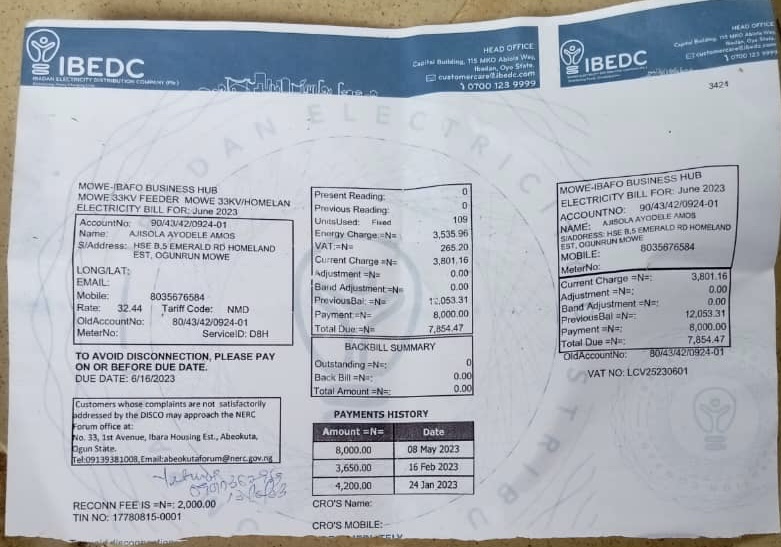 IBEDC
IBADAN ELECTRICITY DISTRIBUTION COMPANY (Plc)
HEAD OFFICE
Capital Building, 115 MKO Abiola Way,
Ibadan, Oyo State.
customercare@ibedc.com
0700 123 9999
MOWE-IBAFO BUSINESS HUB
MOWE 33KV FEEDER MOWE 33KV/HOMELAN
ELECTRICITY BILL FOR: June 2023
AccountNo: 90/43/42/0924-01
Name: AJISOLA AYODELE AMOS
S/Address: HSE B,5 EMERALD RD HOMELAND
EST, OGUNRUN MOWE
LONG/LAT:
EMAIL:
Mobile: 8035676584
Rate: 32.44 Tariff Code: NMD
OldAccountNo: 80/43/42/0924-01
MeterNo: ServiceID: D8H
TO AVOID DISCONNECTION, PLEASE PAY
ON OR BEFORE DUE DATE.
DUE DATE: 6/16/2023
Customers whose complaints are not satisfactorily
addressed by the DISCO may approach the NERC
Forum office at:
No. 33, 1st Avenue, Ibara Housing Est., Abeokuta,
Ogun State.
Tel:09139381008, Email:abeokutaforum@nerc.gov.ng
RECONN FEE IS =N=: 2,000.00
TIN NO: 17780815-0001
Present Reading: 0
Previous Reading: 0
UnitsUsed: Fixed 109
Energy Charge:=N= 3,535.96
VAT:=N= 265.20
Current Charge =N=: 3,801.16
Adjustment =N=: 0.00
Band Adjustment =N=: 0.00
PreviousBal: =N= 12,053.31
Payment =N=: 8,000.00
Total Due:=N= 7,854.47
BACKBILL SUMMARY
Outstanding =N=: 0
Back Bill =N=: 0.00
Total Amount =N=: 0.00
PAYMENTS HISTORY
Amount =N= Date
8,000.00 08 May 2023
3,650.00 16 Feb 2023
4,200.00 24 Jan 2023
CRO'S Name:
CRO'S MOBILE:
IBEDC
HEAD OFFICE
Capital Building, 115 MKO Abiola Way,
Ibadan, Oyo State.
customercare@ibedc.com
0700 123 9999
3424
MOWE-IBAFO BUSINESS HUB
ELECTRICITY BILL FOR: June 2023
ACCOUNTNO: 90/43/42/0924-01
NAME: AJISOLA AYODELE AMOS
S/ADDRESS: HSE B,5 EMERALD RD HOMELAND
EST, OGUNRUN MOWE
MOBILE: 8035676584
MeterNo:
Current Charge =N=: 3,801.16
Adjustment =N=: 0.00
Band Adjustment =N=: 0.00
PreviousBal =N=: 12,053.31
Payment =N=: 8,000.00
Total Due =N=: 7,854.47
OldAccountNo: 80/43/42/0924-01
VAT NO: LCV25230601